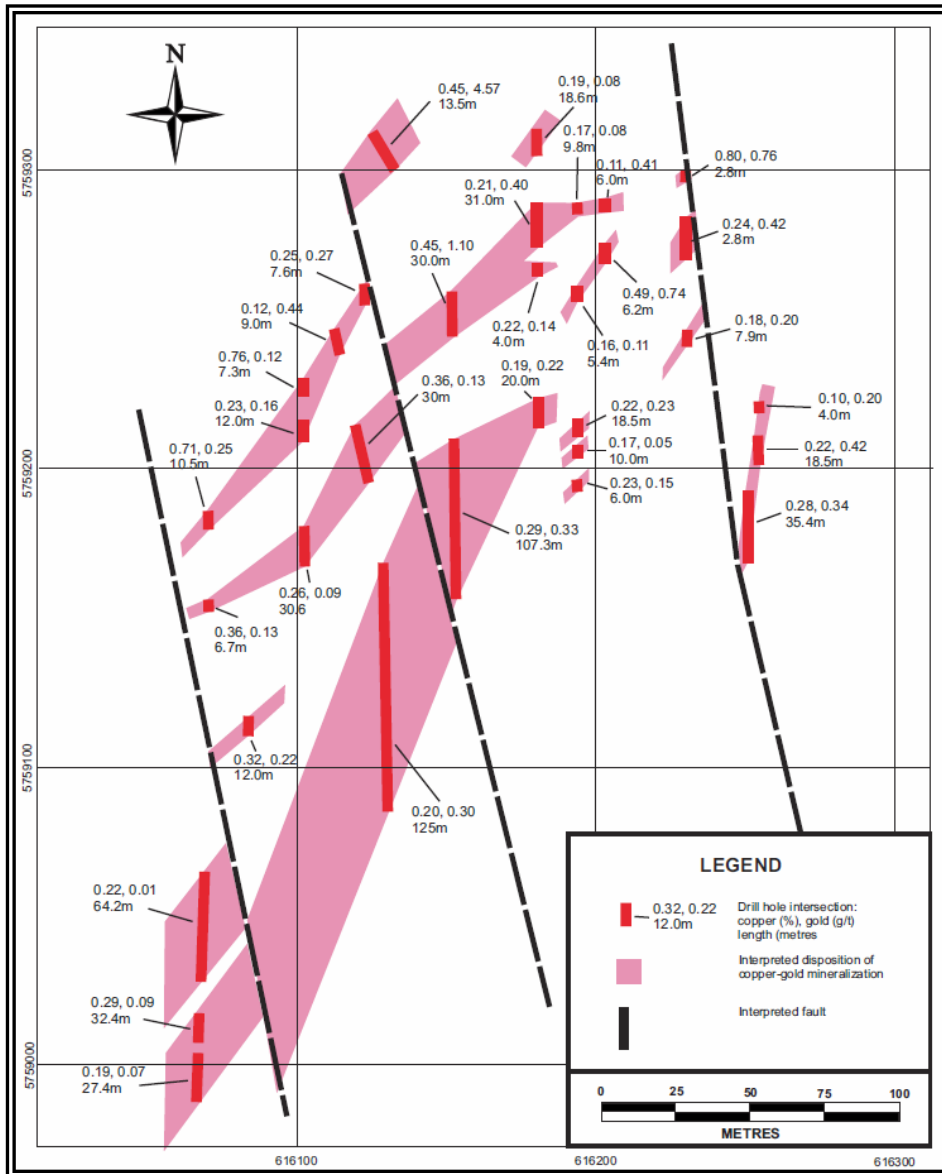 N
0.45, 4.57
13.5m
0.19, 0.08
18.6m
0.17, 0.08
9.8m
0.11, 0.41
6.0m
0.80, 0.76
2.8m
5759300
0.21, 0.40
31.0m
0.24, 0.42
2.8m
0.25, 0.27
7.6m
0.45, 1.10
30.0m
0.12, 0.44
9.0m
0.49, 0.74
6.2m
0.22, 0.14
4.0m
0.18, 0.20
7.9m
0.16, 0.11
5.4m
0.76, 0.12
7.3m
0.19, 0.22
20.0m
0.36, 0.13
30m
0.10, 0.20
4.0m
0.23, 0.16
12.0m
0.22, 0.23
18.5m
0.22, 0.42
18.5m
0.17, 0.05
10.0m
0.71, 0.25
10.5m
5759200
0.23, 0.15
6.0m
0.28, 0.34
35.4m
0.29, 0.33
107.3m
0.26, 0.09
30.6
0.36, 0.13
6.7m
0.32, 0.22
12.0m
5759100
0.20, 0.30
125m
0.22, 0.01
64.2m
0.29, 0.09
32.4m
0.19, 0.07
27.4m
5759000
LEGEND
0.32, 0.22
12.0m
Drill hole intersection:
copper (%), gold (g/t)
length (metres
Interpreted disposition of
copper-gold mineralization
Interpreted fault
0 25 50 75 100
METRES
616100 616200 616300